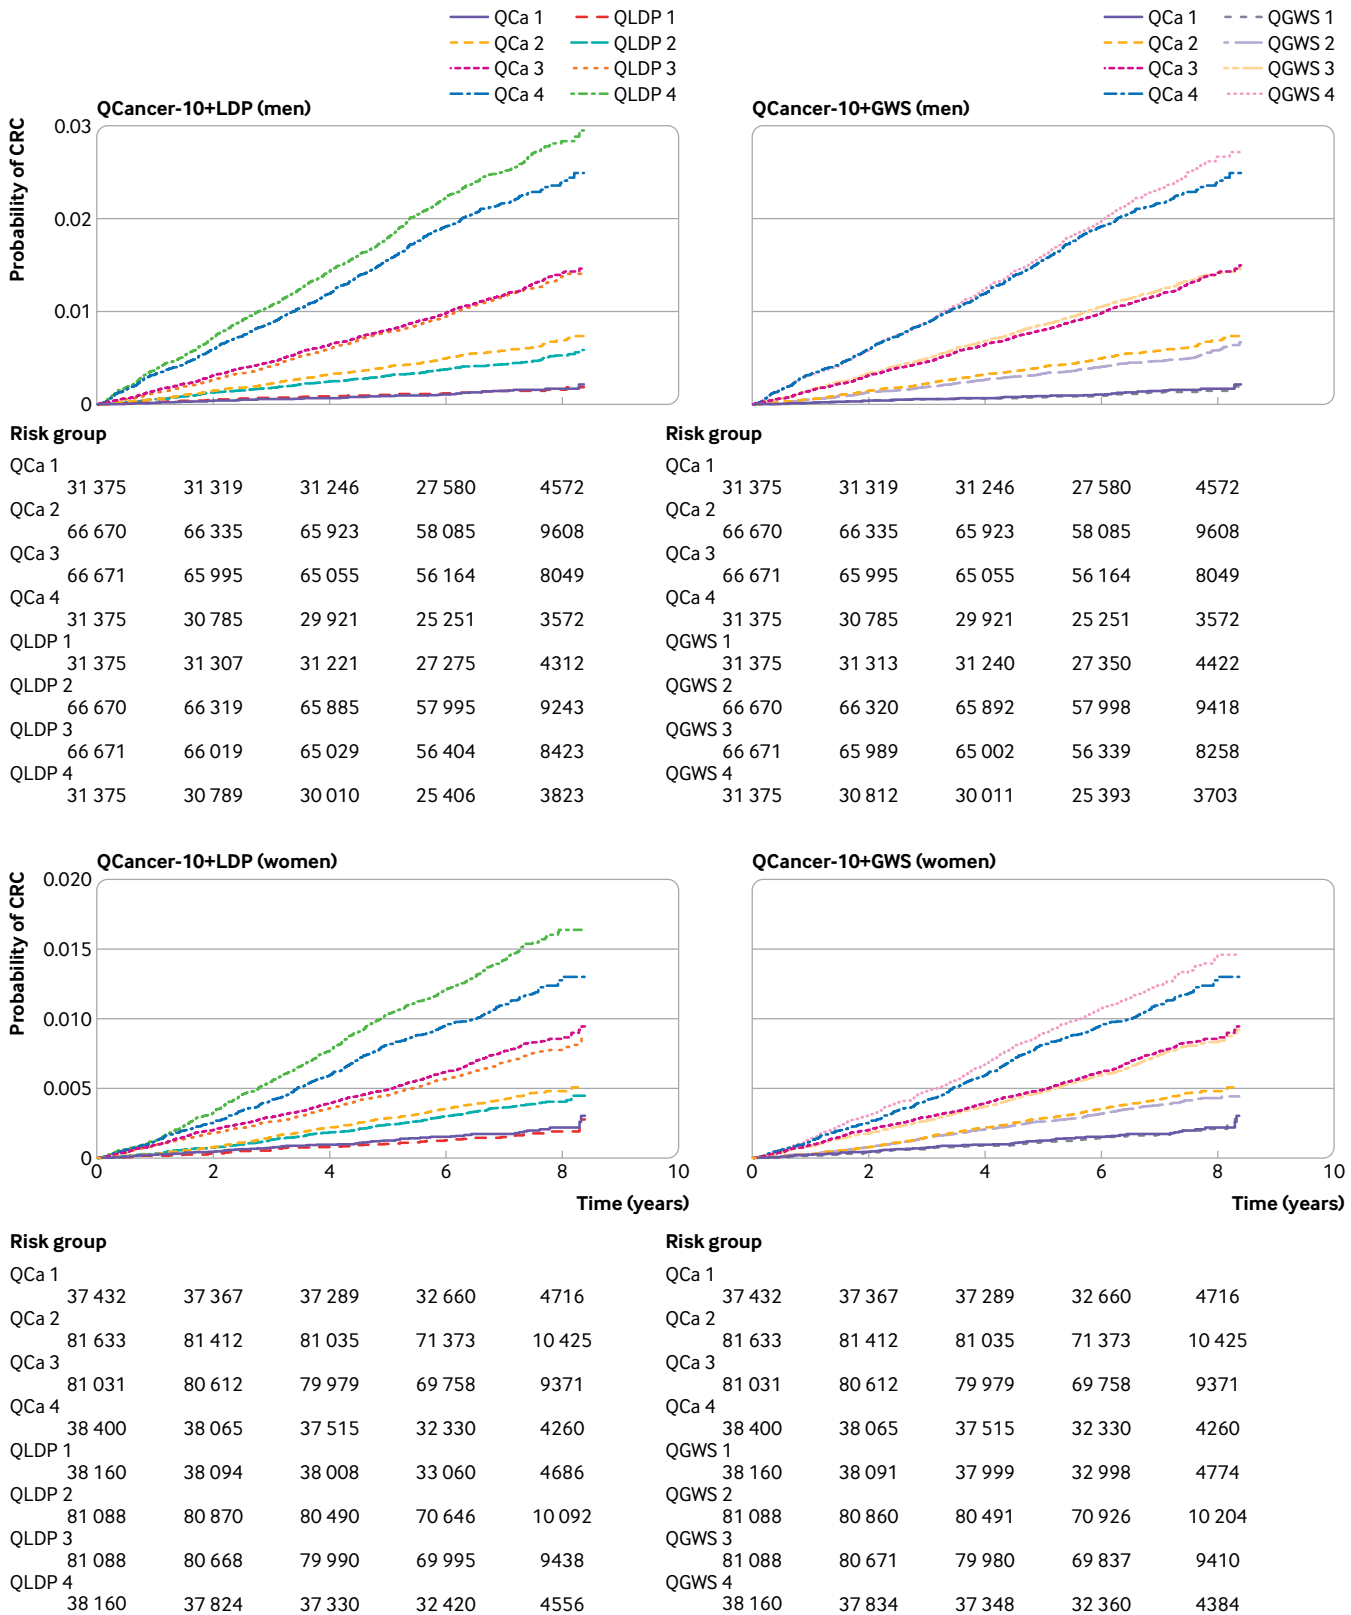 QCa 1 QLDP 1
QCa 2 QLDP 2
QCa 3 QLDP 3
QCa 4 QLDP 4
QCa 1 QGWS 1
QCa 2 QGWS 2
QCa 3 QGWS 3
QCa 4 QGWS 4
QCancer-10+LDP (men)
Probability of CRC
0.03
0.02
0.01
0
QCancer-10+GWS (men)
Risk group
QCa 1
31 375 31 319 31 246 27 580 4572
QCa 2
66 670 66 335 65 923 58 085 9608
QCa 3
66 671 65 995 65 055 56 164 8049
QCa 4
31 375 30 785 29 921 25 251 3572
QLDP 1
31 375 31 307 31 221 27 275 4312
QLDP 2
66 670 66 319 65 885 57 995 9243
QLDP 3
66 671 66 019 65 029 56 404 8423
QLDP 4
31 375 30 789 30 010 25 406 3823
Risk group
QCa 1
31 375 31 319 31 246 27 580 4572
QCa 2
66 670 66 335 65 923 58 085 9608
QCa 3
66 671 65 995 65 055 56 164 8049
QCa 4
31 375 30 785 29 921 25 251 3572
QGWS 1
31 375 31 313 31 240 27 350 4422
QGWS 2
66 670 66 320 65 892 57 998 9418
QGWS 3
66 671 65 989 65 002 56 339 8258
QGWS 4
31 375 30 812 30 011 25 393 3703
QCancer-10+LDP (women)
Probability of CRC
0.020
0.015
0.010
0.005
0
0 2 4 6 8 10
Time (years)
QCancer-10+GWS (women)
0 2 4 6 8 10
Time (years)
Risk group
QCa 1
37 432 37 367 37 289 32 660 4716
QCa 2
81 633 81 412 81 035 71 373 10 425
QCa 3
81 031 80 612 79 979 69 758 9371
QCa 4
38 400 38 065 37 515 32 330 4260
QLDP 1
38 160 38 094 38 008 33 060 4686
QLDP 2
81 088 80 870 80 490 70 646 10 092
QLDP 3
81 088 80 668 79 990 69 995 9438
QLDP 4
38 160 37 824 37 330 32 420 4556
Risk group
QCa 1
37 432 37 367 37 289 32 660 4716
QCa 2
81 633 81 412 81 035 71 373 10 425
QCa 3
81 031 80 612 79 979 69 758 9371
QCa 4
38 400 38 065 37 515 32 330 4260
QGWS 1
38 160 38 091 37 999 32 998 4774
QGWS 2
81 088 80 860 80 491 70 926 10 204
QGWS 3
81 088 80 671 79 980 69 837 9410
QGWS 4
38 160 37 834 37 348 32 360 4384